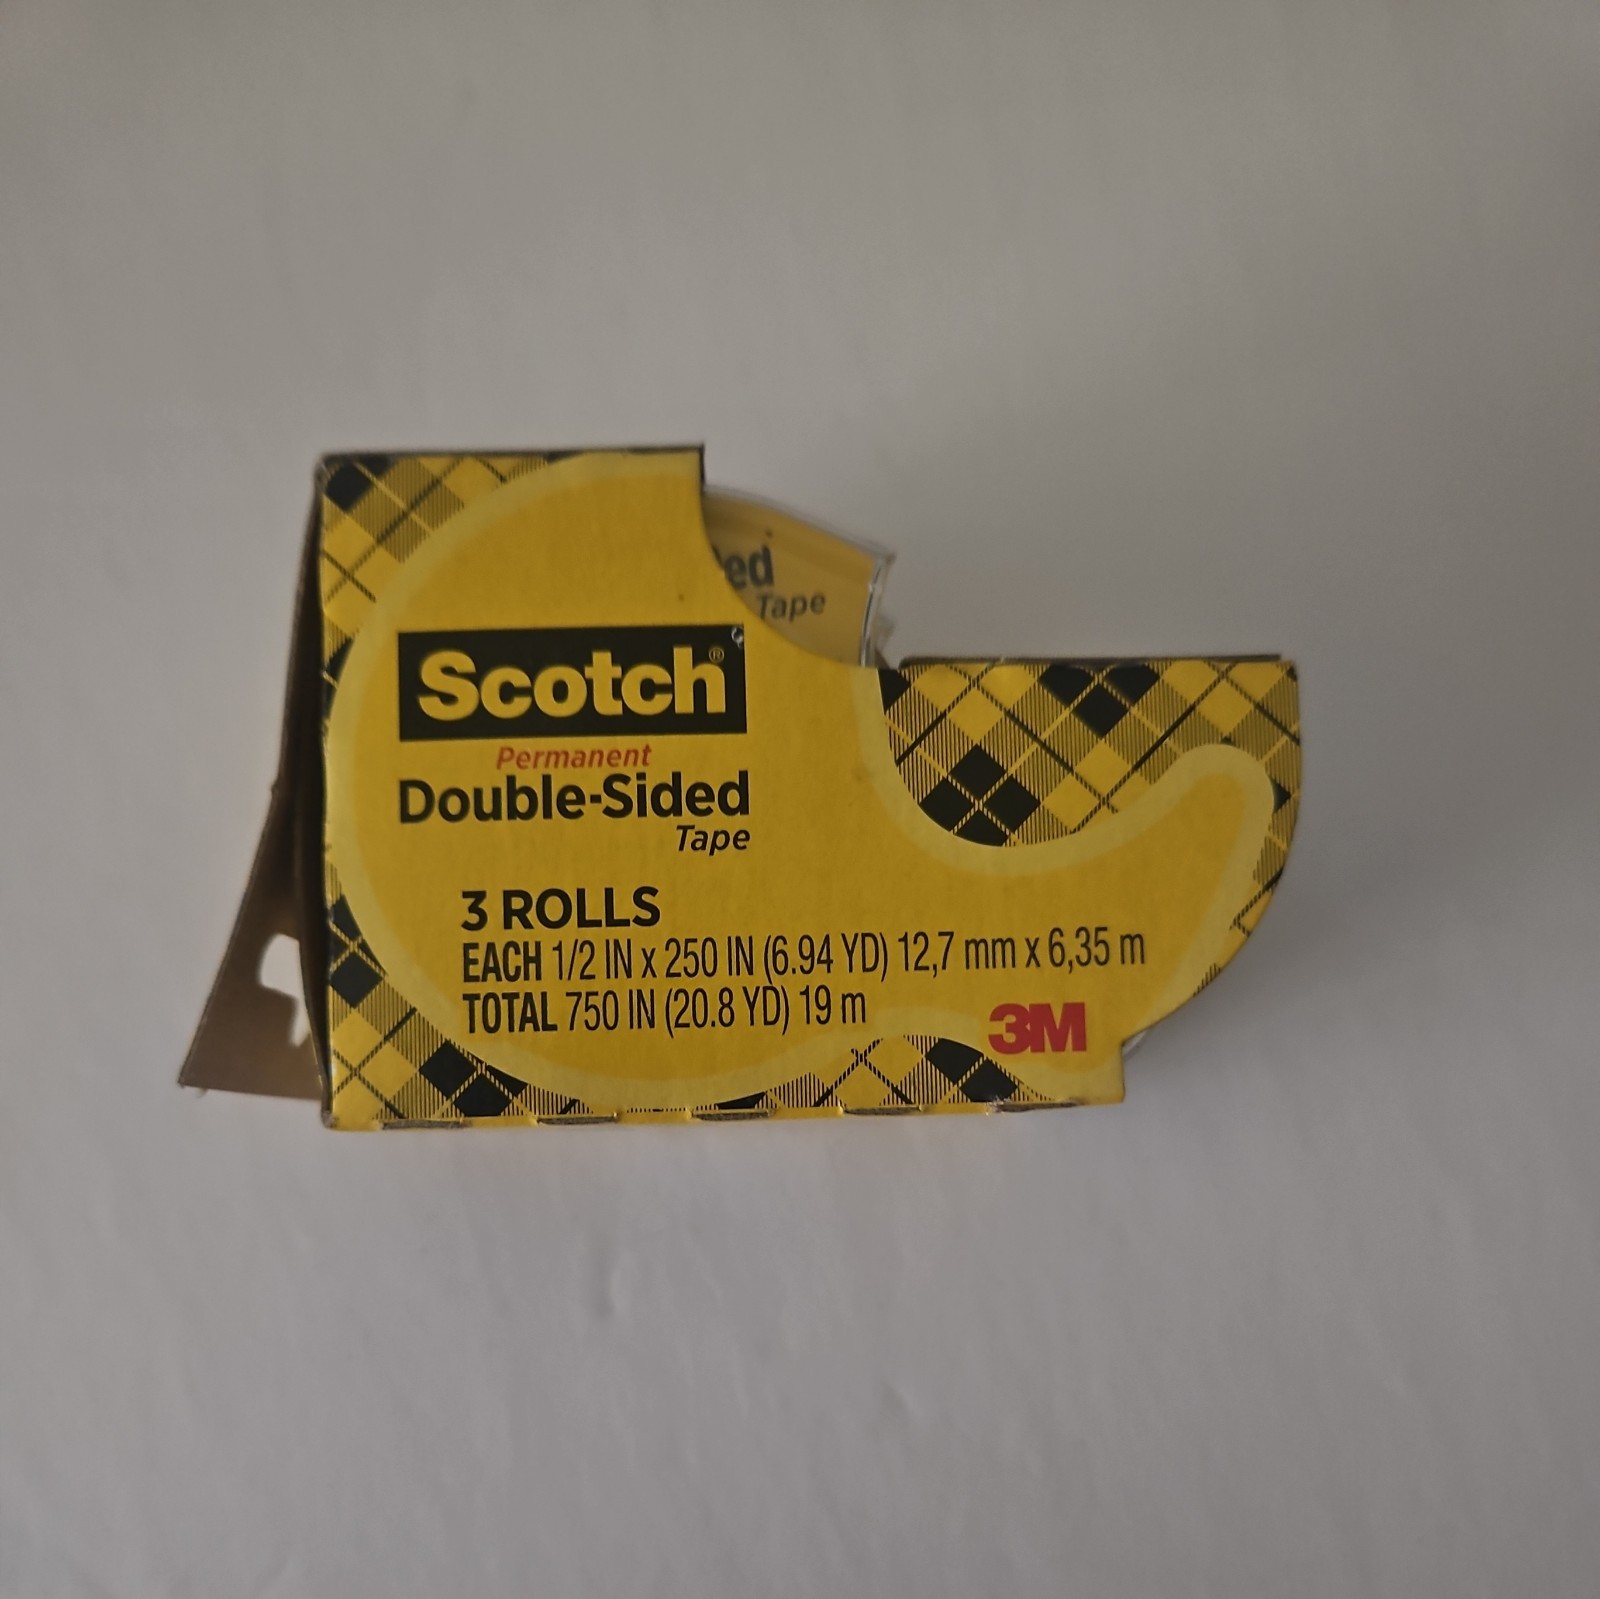 ed
Tape
Scotch®
Permanent
Double-Sided
Tape
3 ROLLS
EACH 1/2 IN x 250 IN (6.94 YD) 12,7 mm x 6,35 m
TOTAL 750 IN (20.8 YD) 19 m
3M